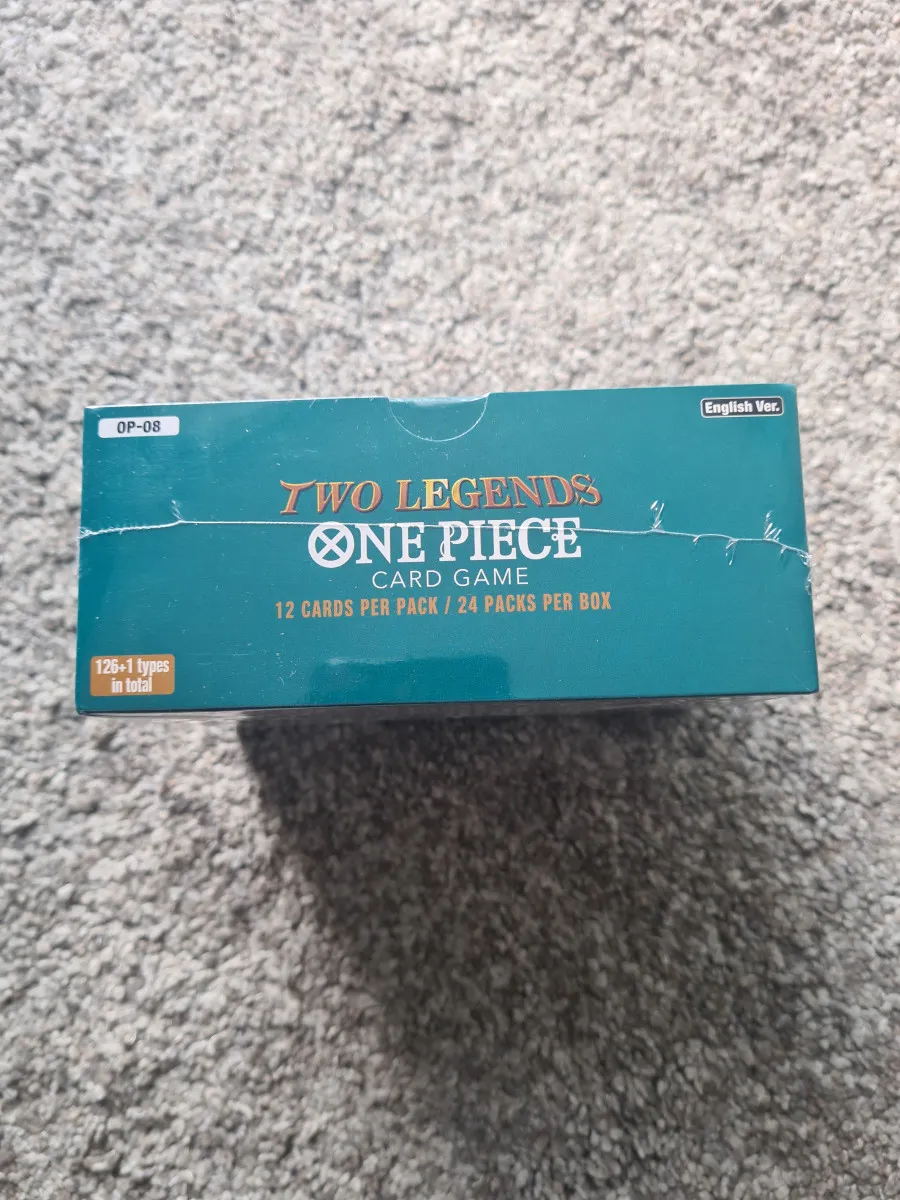 OP-08
English Ver.
TWO LEGENDS
ONE PIECE
CARD GAME
12 CARDS PER PACK / 24 PACKS PER BOX
126+1 types
in total